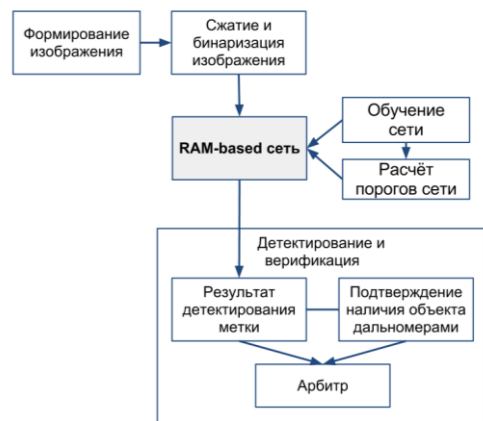 Формирование
изображения
Сжатие и
бинаризация
изображения
RAM-based сеть
Обучение
сети
Расчёт
порогов сети
Детектирование и
верификация
Результат
детектирования
метки
Подтверждение
наличия объекта
дальномерами
Арбитр